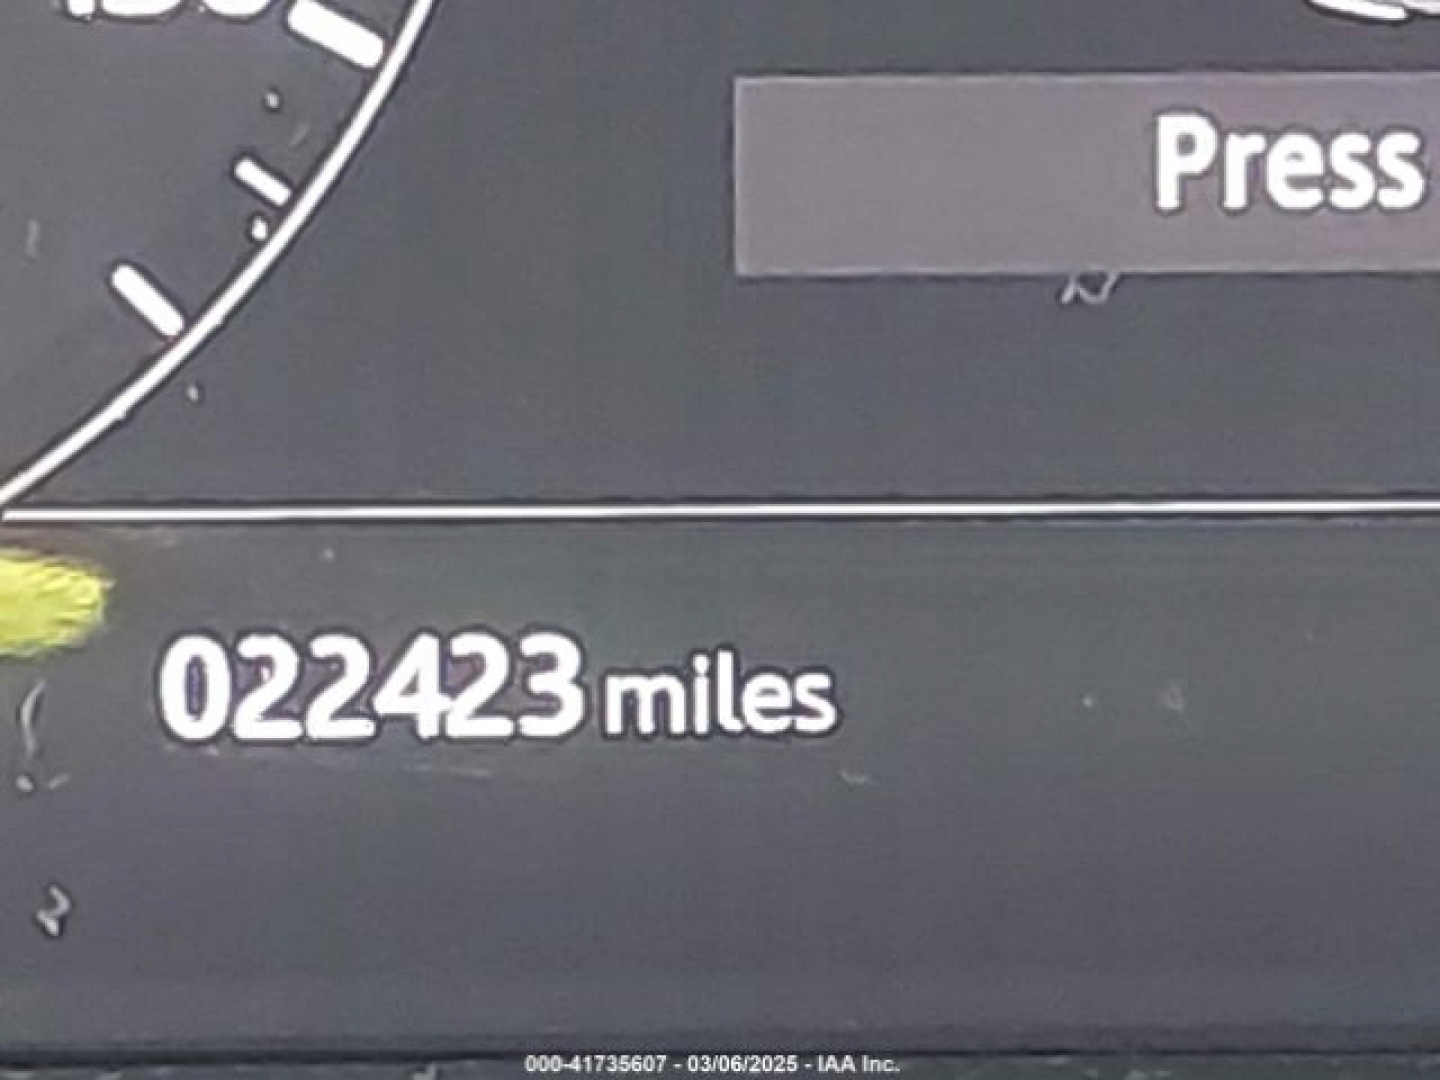 Press
022423 miles
000-41735607 - 03/06/2025 - IAA Inc.